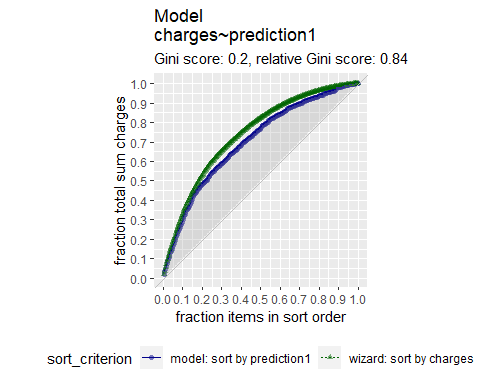 Model
charges~prediction1
Gini score: 0.2, relative Gini score: 0.84
fraction total sum charges
1.0
0.9
0.8
0.7
0.6
0.5
0.4
0.3
0.2
0.1
0.0
0.0 0.1 0.2 0.3 0.4 0.5 0.6 0.7 0.8 0.9 1.0
fraction items in sort order
sort_criterion model: sort by prediction1 wizard: sort by charges